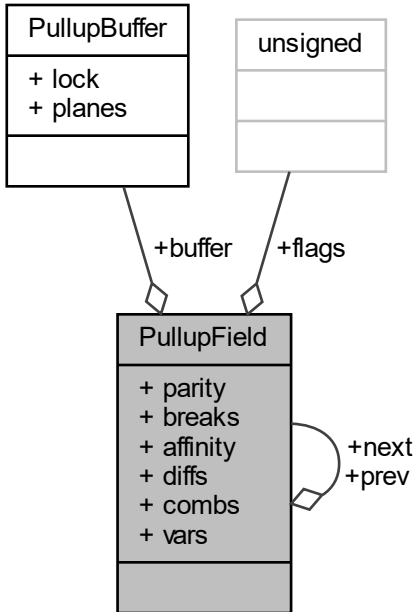 PullupBuffer
+ lock
+ planes
unsigned
+buffer
+flags
PullupField
+ parity
+ breaks
+ affinity
+ diffs
+ combs
+ vars
+next
+prev